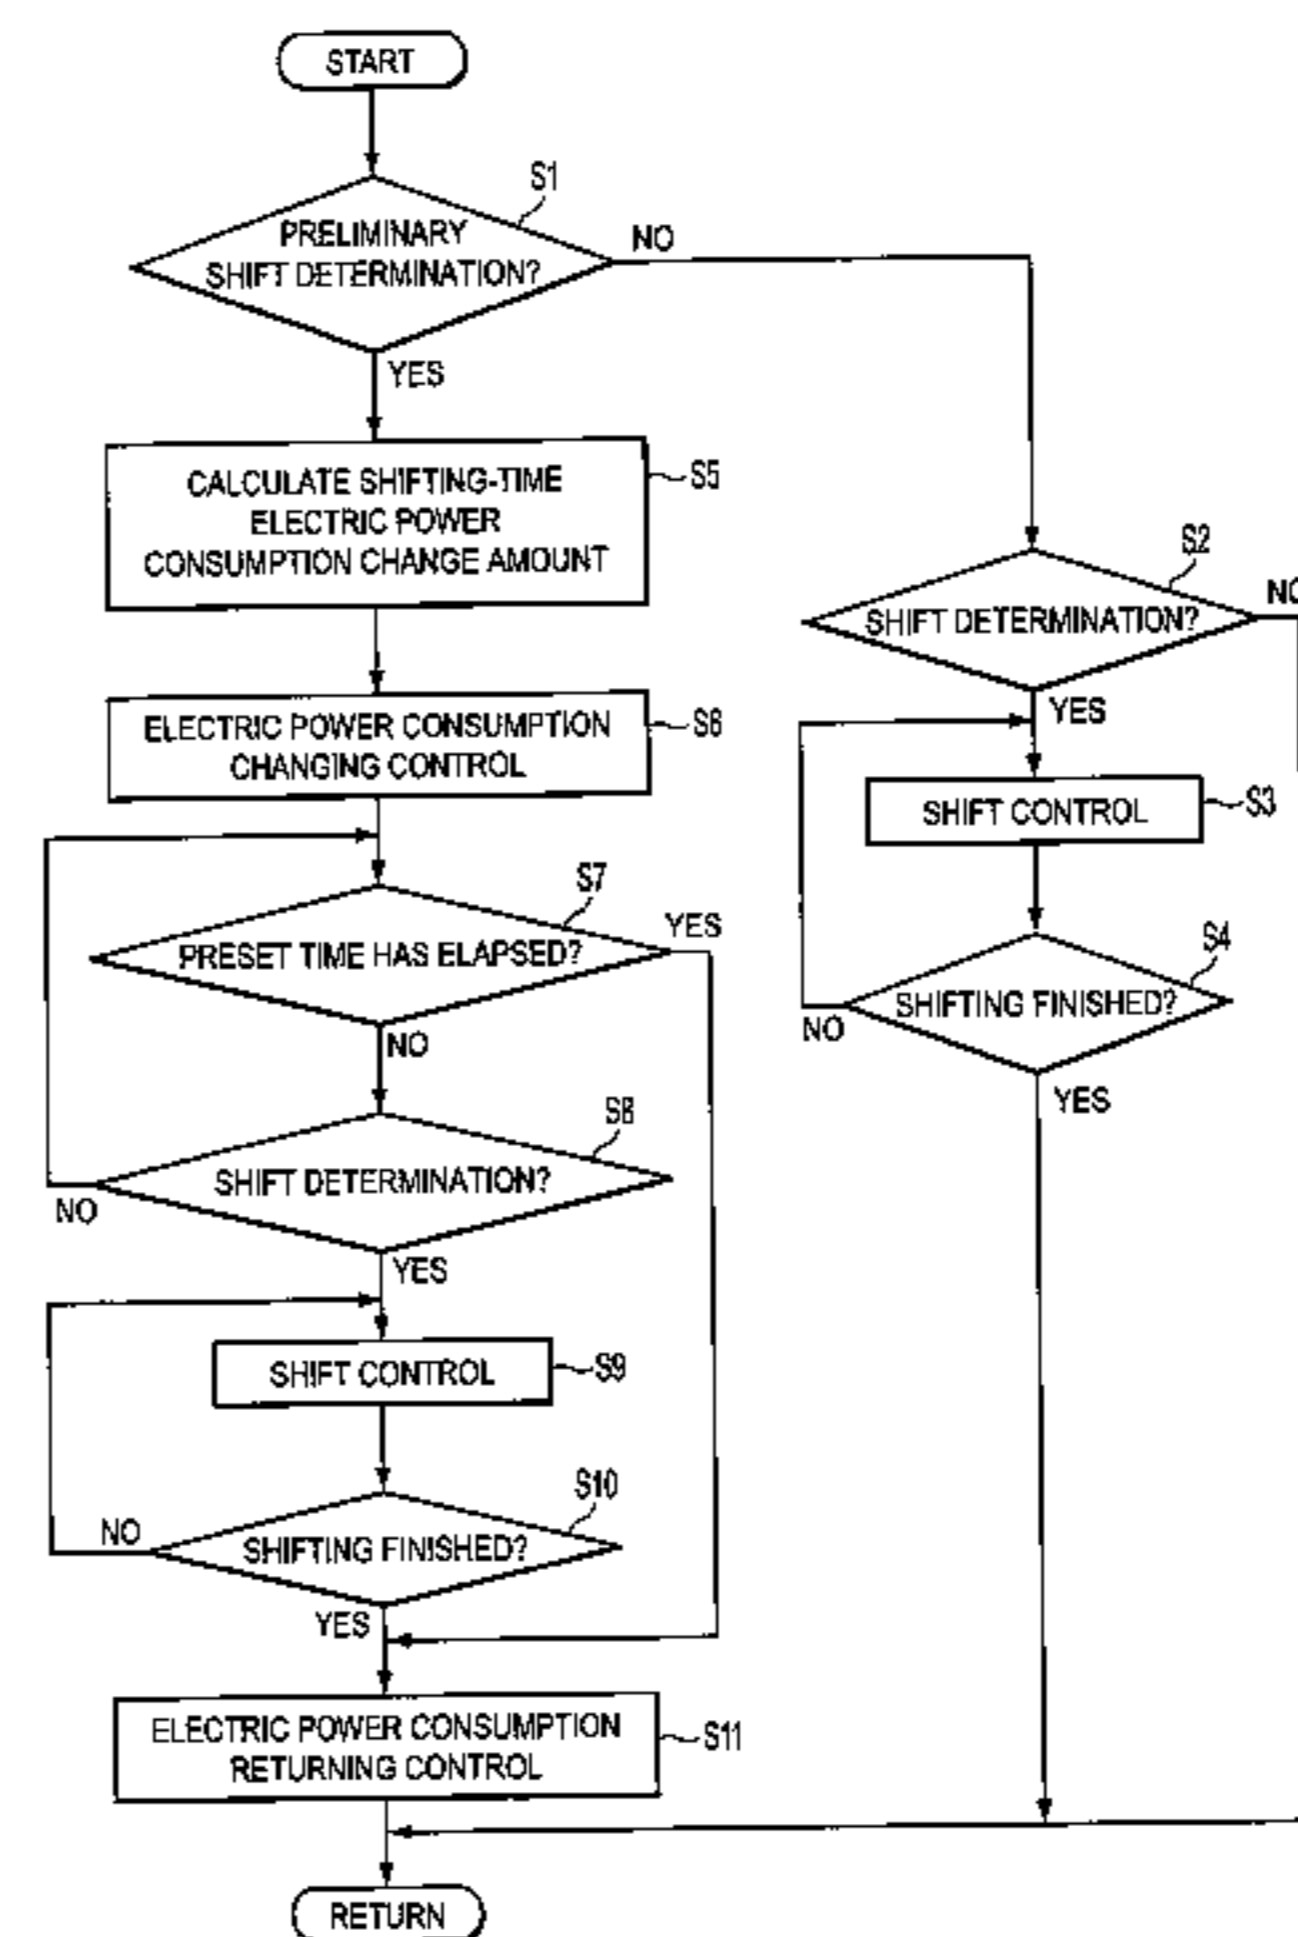 START
S1
PRELIMINARY
SHIFT DETERMINATION?
NO
YES
CALCULATE SHIFTING-TIME
ELECTRIC POWER
CONSUMPTION CHANGE AMOUNT
S5
S2
SHIFT DETERMINATION?
NO
YES
ELECTRIC POWER CONSUMPTION
CHANGING CONTROL
S6
SHIFT CONTROL
S3
S7
PRESET TIME HAS ELAPSED?
YES
NO
S4
SHIFTING FINISHED?
NO
YES
S8
SHIFT DETERMINATION?
NO
YES
SHIFT CONTROL
S9
S10
SHIFTING FINISHED?
NO
YES
ELECTRIC POWER CONSUMPTION
RETURNING CONTROL
S11
RETURN